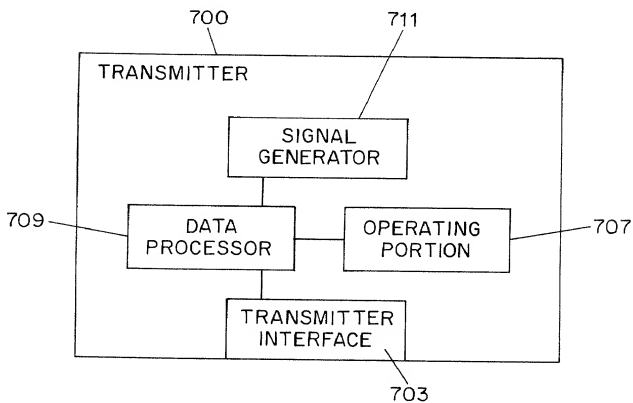 700
711
TRANSMITTER
SIGNAL
GENERATOR
709
DATA
PROCESSOR
OPERATING
PORTION
707
TRANSMITTER
INTERFACE
703